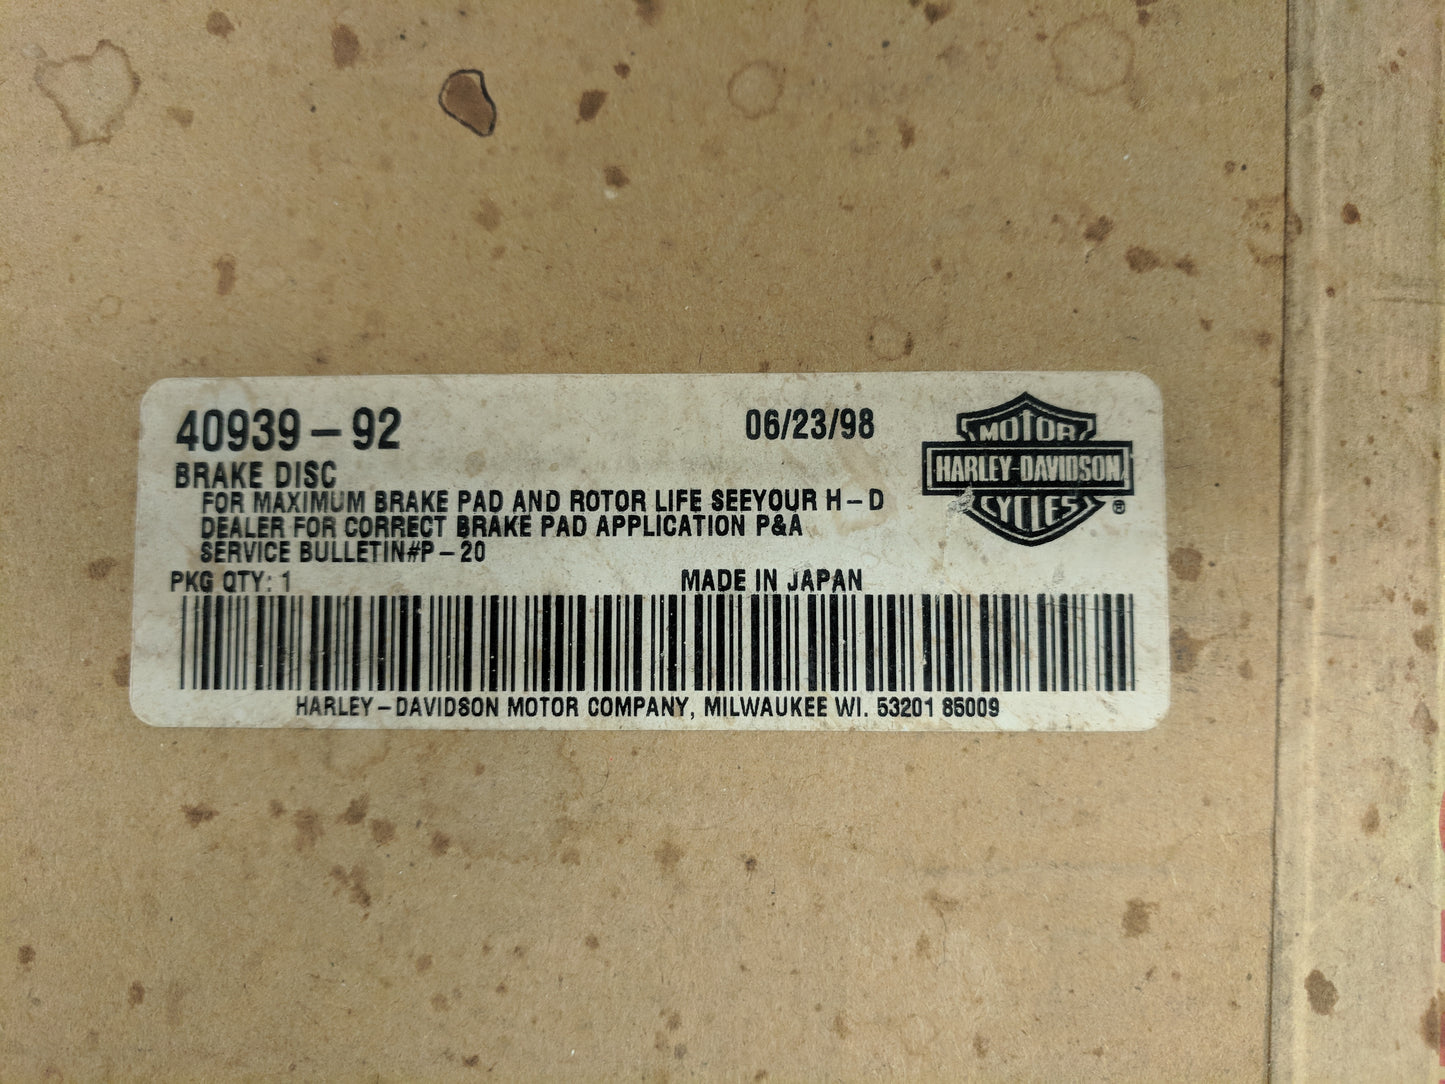 40939-92 06/23/98
BRAKE DISC
FOR MAXIMUM BRAKE PAD AND ROTOR LIFE SEEYOUR H-D
DEALER FOR CORRECT BRAKE PAD APPLICATION P&A
SERVICE BULLETIN#P-20
PKG QTY: 1 MADE IN JAPAN
HARLEY-DAVIDSON MOTOR COMPANY, MILWAUKEE WI. 53201 85009
MOTOR
HARLEY-DAVIDSON
CYCLES ®